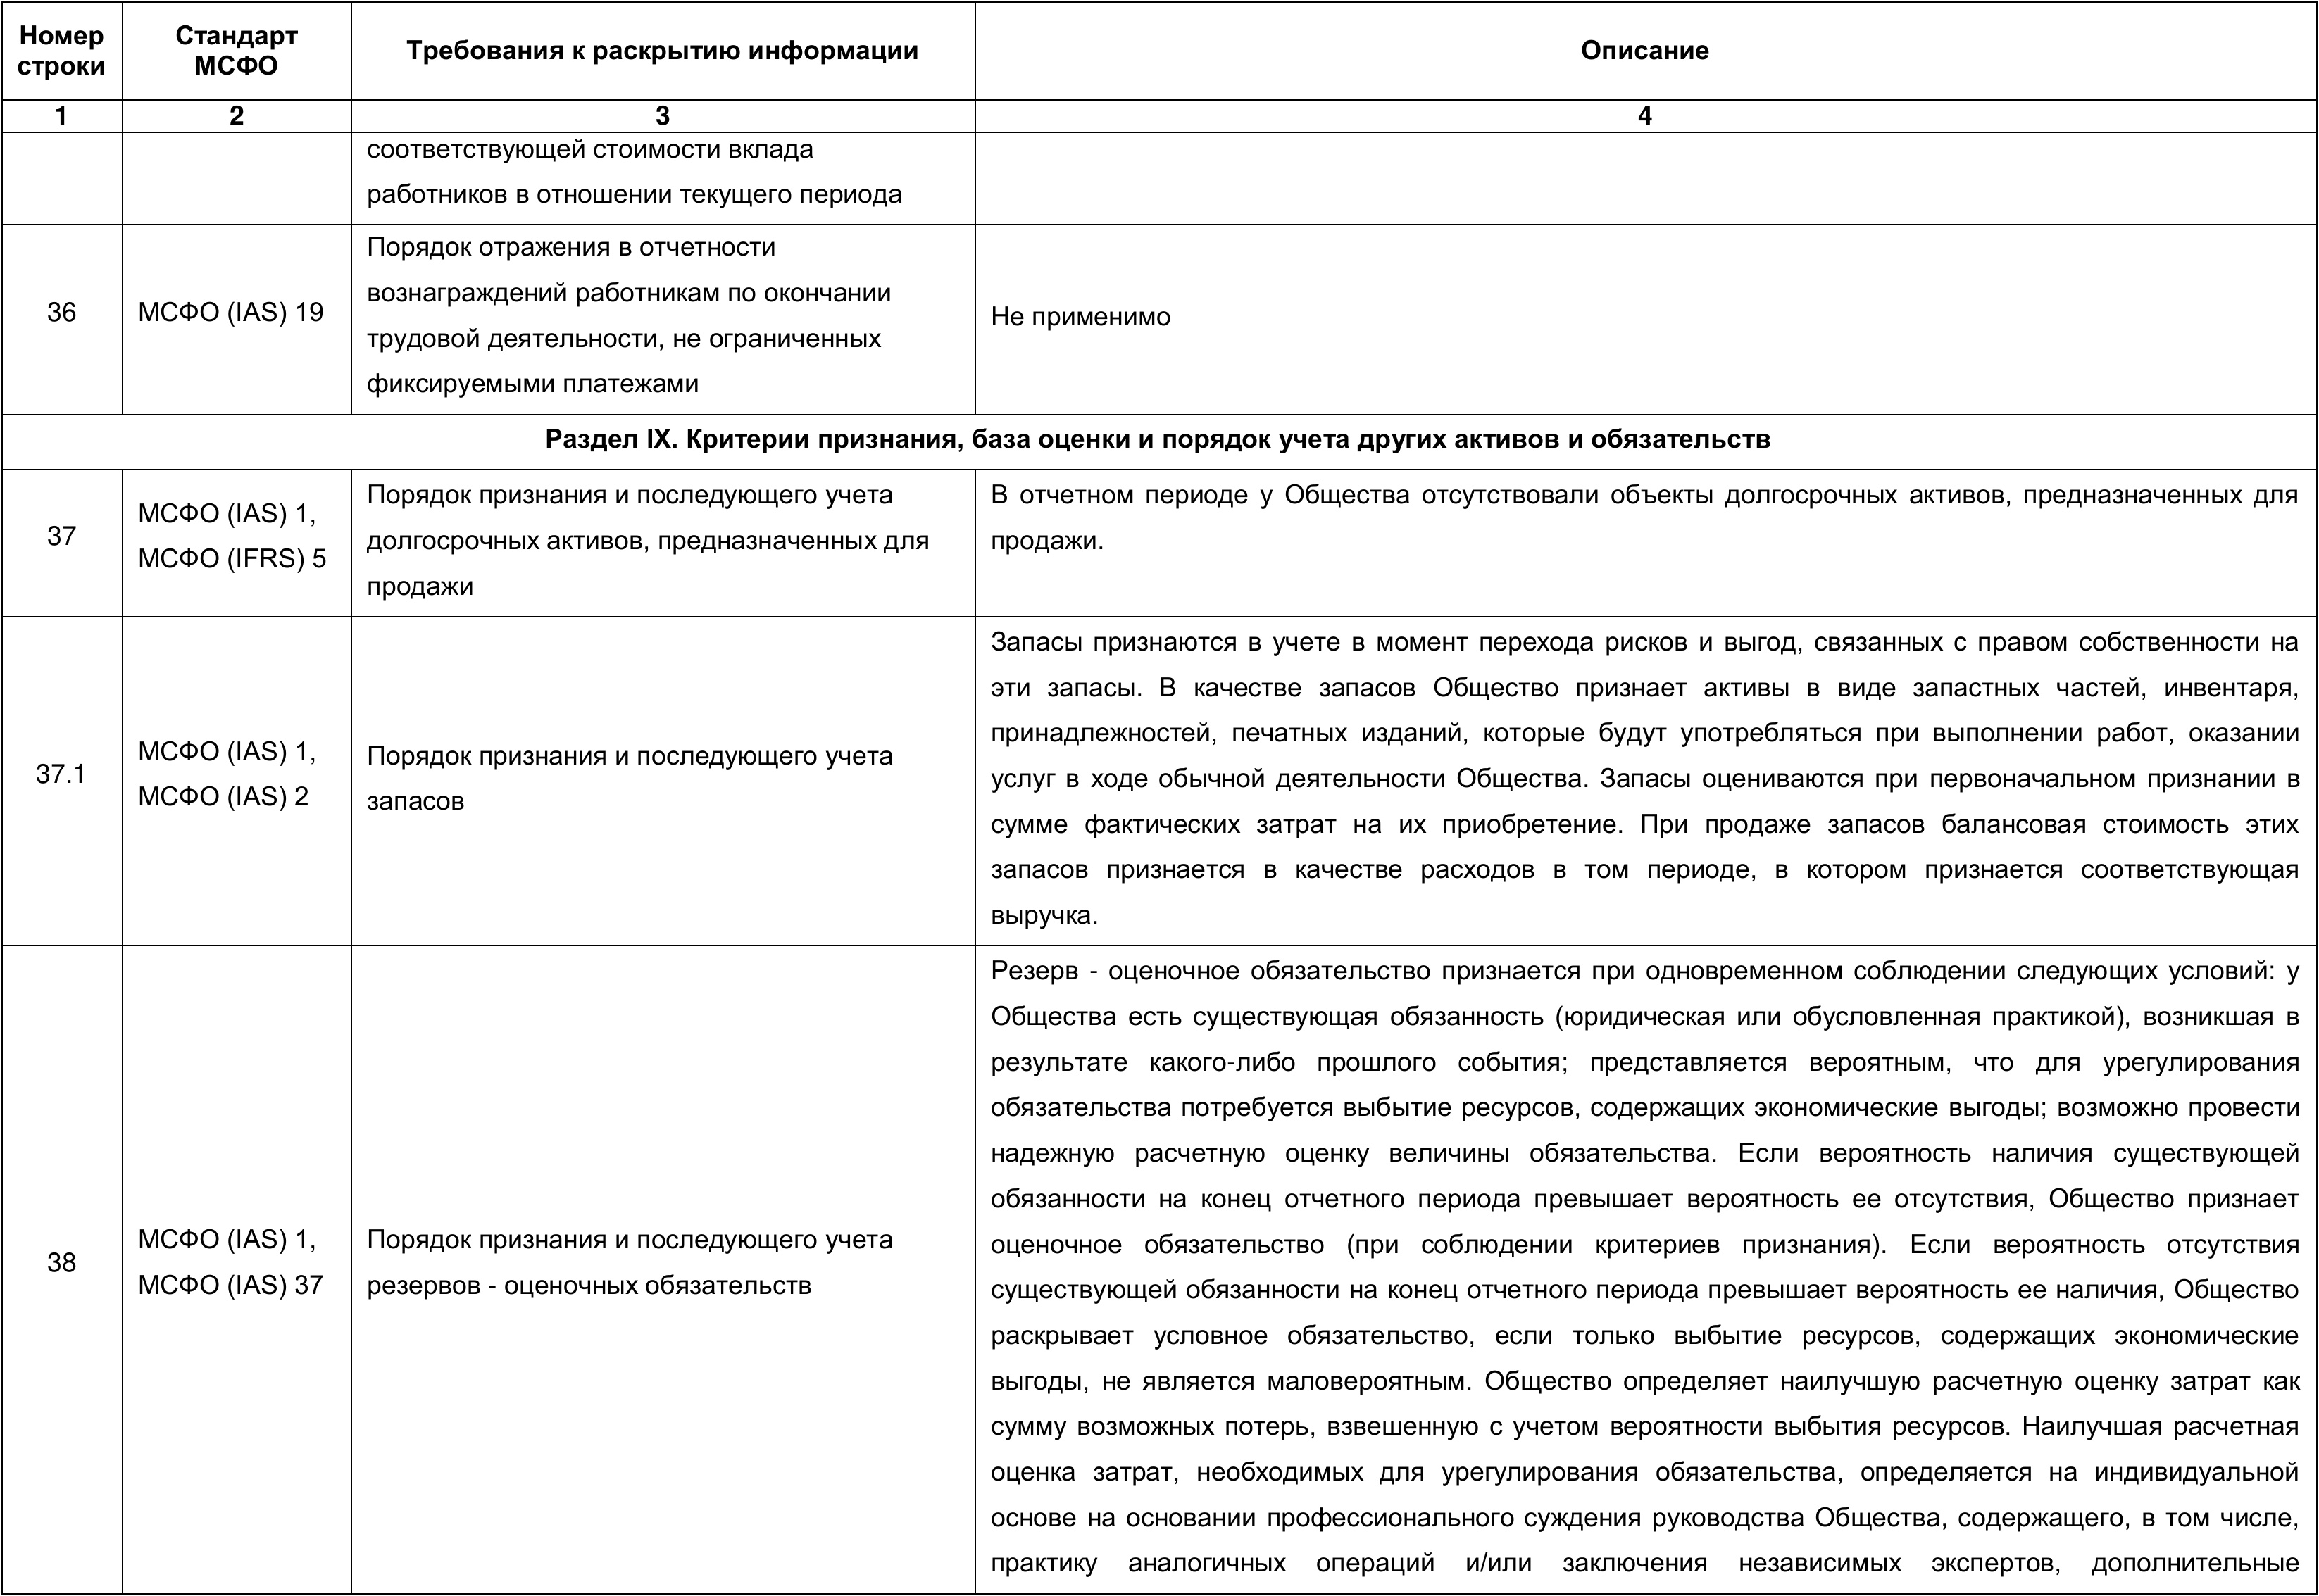 Номер строки
Стандарт МСФО
Требования к раскрытию информации
Описание
1
2
3
4
соответствующей стоимости вклада
работников в отношении текущего периода
36
МСФО (IAS) 19
Порядок отражения в отчетности
вознаграждений работникам по окончании
трудовой деятельности, не ограниченных
фиксируемыми платежами
Не применимо
Раздел IX. Критерии признания, база оценки и порядок учета других активов и обязательств
37
МСФО (IAS) 1,
МСФО (IFRS) 5
Порядок признания и последующего учета
долгосрочных активов, предназначенных для
продажи
В отчетном периоде у Общества отсутствовали объекты долгосрочных активов, предназначенных для
продажи.
37.1
МСФО (IAS) 1,
МСФО (IAS) 2
Порядок признания и последующего учета
запасов
Запасы признаются в учете в момент перехода рисков и выгод, связанных с правом собственности на
эти запасы. В качестве запасов Общество признает активы в виде запастных частей, инвентаря,
принадлежностей, печатных изданий, которые будут употребляться при выполнении работ, оказании
услуг в ходе обычной деятельности Общества. Запасы оцениваются при первоначальном признании в
сумме фактических затрат на их приобретение. При продаже запасов балансовая стоимость этих
запасов признается в качестве расходов в том периоде, в котором признается соответствующая
выручка.
38
МСФО (IAS) 1,
МСФО (IAS) 37
Порядок признания и последующего учета
резервов - оценочных обязательств
Резерв - оценочное обязательство признается при одновременном соблюдении следующих условий: у
Общества есть существующая обязанность (юридическая или обусловленная практикой), возникшая в
результате какого-либо прошлого события; представляется вероятным, что для урегулирования
обязательства потребуется выбытие ресурсов, содержащих экономические выгоды; возможно провести
надежную расчетную оценку величины обязательства. Если вероятность наличия существующей
обязанности на конец отчетного периода превышает вероятность ее отсутствия, Общество признает
оценочное обязательство (при соблюдении критериев признания). Если вероятность отсутствия
существующей обязанности на конец отчетного периода превышает вероятность ее наличия, Общество
раскрывает условное обязательство, если только выбытие ресурсов, содержащих экономические
выгоды, не является маловероятным. Общество определяет наилучшую расчетную оценку затрат как
сумму возможных потерь, взвешенную с учетом вероятности выбытия ресурсов. Наилучшая расчетная
оценка затрат, необходимых для урегулирования обязательства, определяется на индивидуальной
основе на основании профессионального суждения руководства Общества, содержащего, в том числе,
практику аналогичных операций и/или заключения независимых экспертов, дополнительные